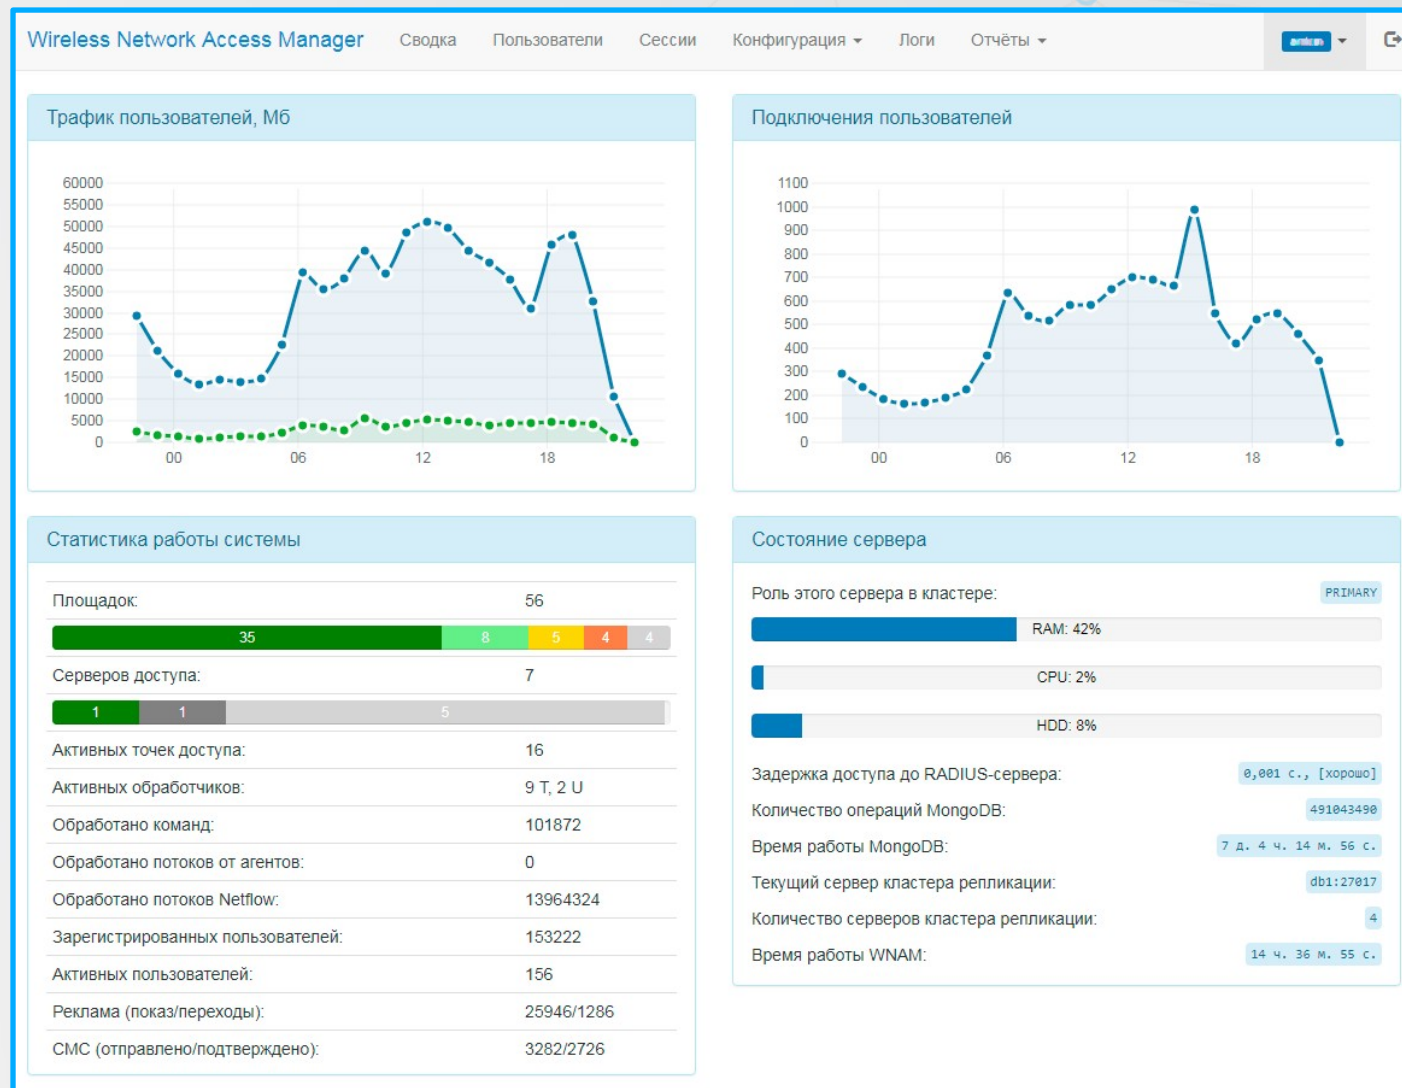 Wireless Network Access Manager Сводка Пользователи Сессии Конфигурация Логи Отчёты
Трафик пользователей, Мб
60000
55000
50000
45000
40000
35000
30000
25000
20000
15000
10000
5000
0
00 06 12 18
Подключения пользователей
1100
1000
900
800
700
600
500
400
300
200
100
0
00 06 12 18
Статистика работы системы
Площадок: 56
35 8 5 4 4
Серверов доступа: 7
1 1 5
Активных точек доступа: 16
Активных обработчиков: 9 T, 2 U
Обработано команд: 101872
Обработано потоков от агентов: 0
Обработано потоков Netflow: 13964324
Зарегистрированных пользователей: 153222
Активных пользователей: 156
Реклама (показ/переходы): 25946/1286
СМС (отправлено/подтверждено): 3282/2726
Состояние сервера
Роль этого сервера в кластере: PRIMARY
RAM: 42%
CPU: 2%
HDD: 8%
Задержка доступа до RADIUS-сервера: 0,001 с., [хорошо]
Количество операций MongoDB: 491043490
Время работы MongoDB: 7 д. 4 ч. 14 м. 56 с.
Текущий сервер кластера репликации: db1:27017
Количество серверов кластера репликации: 4
Время работы WNAM: 14 ч. 36 м. 55 с.